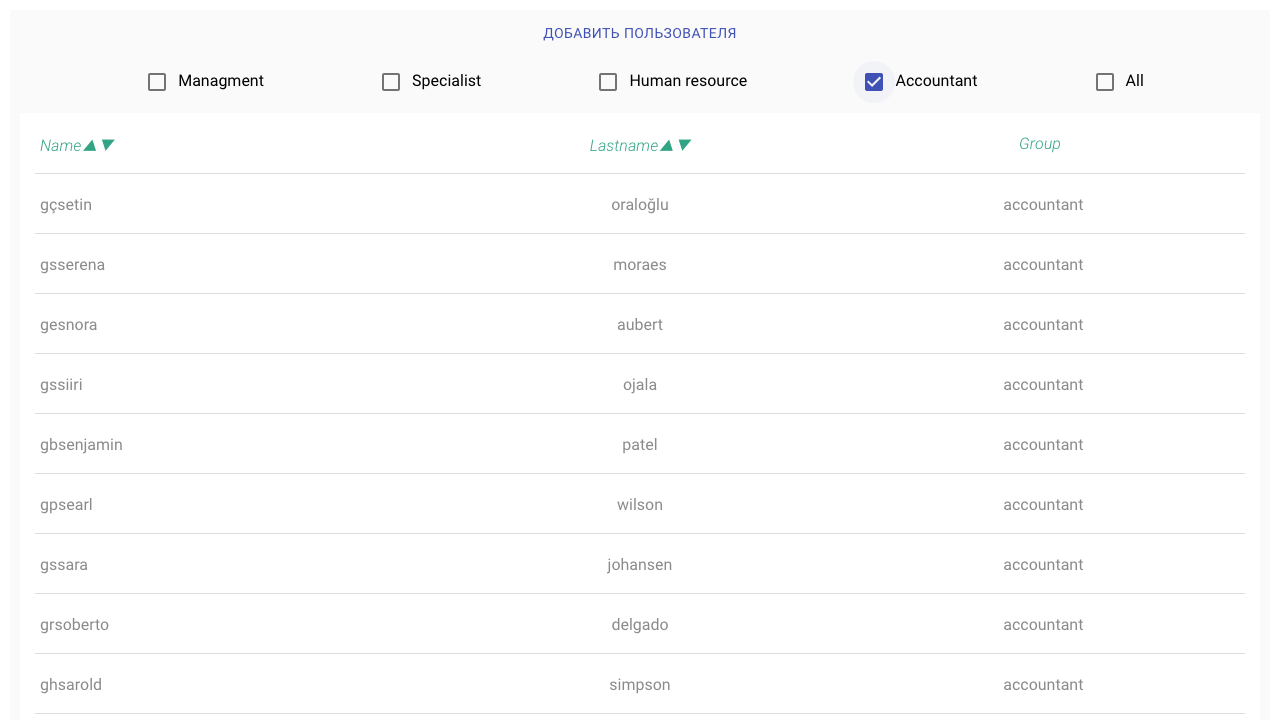 ДОБАВИТЬ ПОЛЬЗОВАТЕЛЯ
Managment Specialist Human resource Accountant All
Name▲ ▼ Lastname▲ ▼ Group
gçsetin oraloğlu accountant
gsserena moraes accountant
gesnora aubert accountant
gssiiri ojala accountant
gbsenjamin patel accountant
gpsearl wilson accountant
gssara johansen accountant
grsoberto delgado accountant
ghsarold simpson accountant